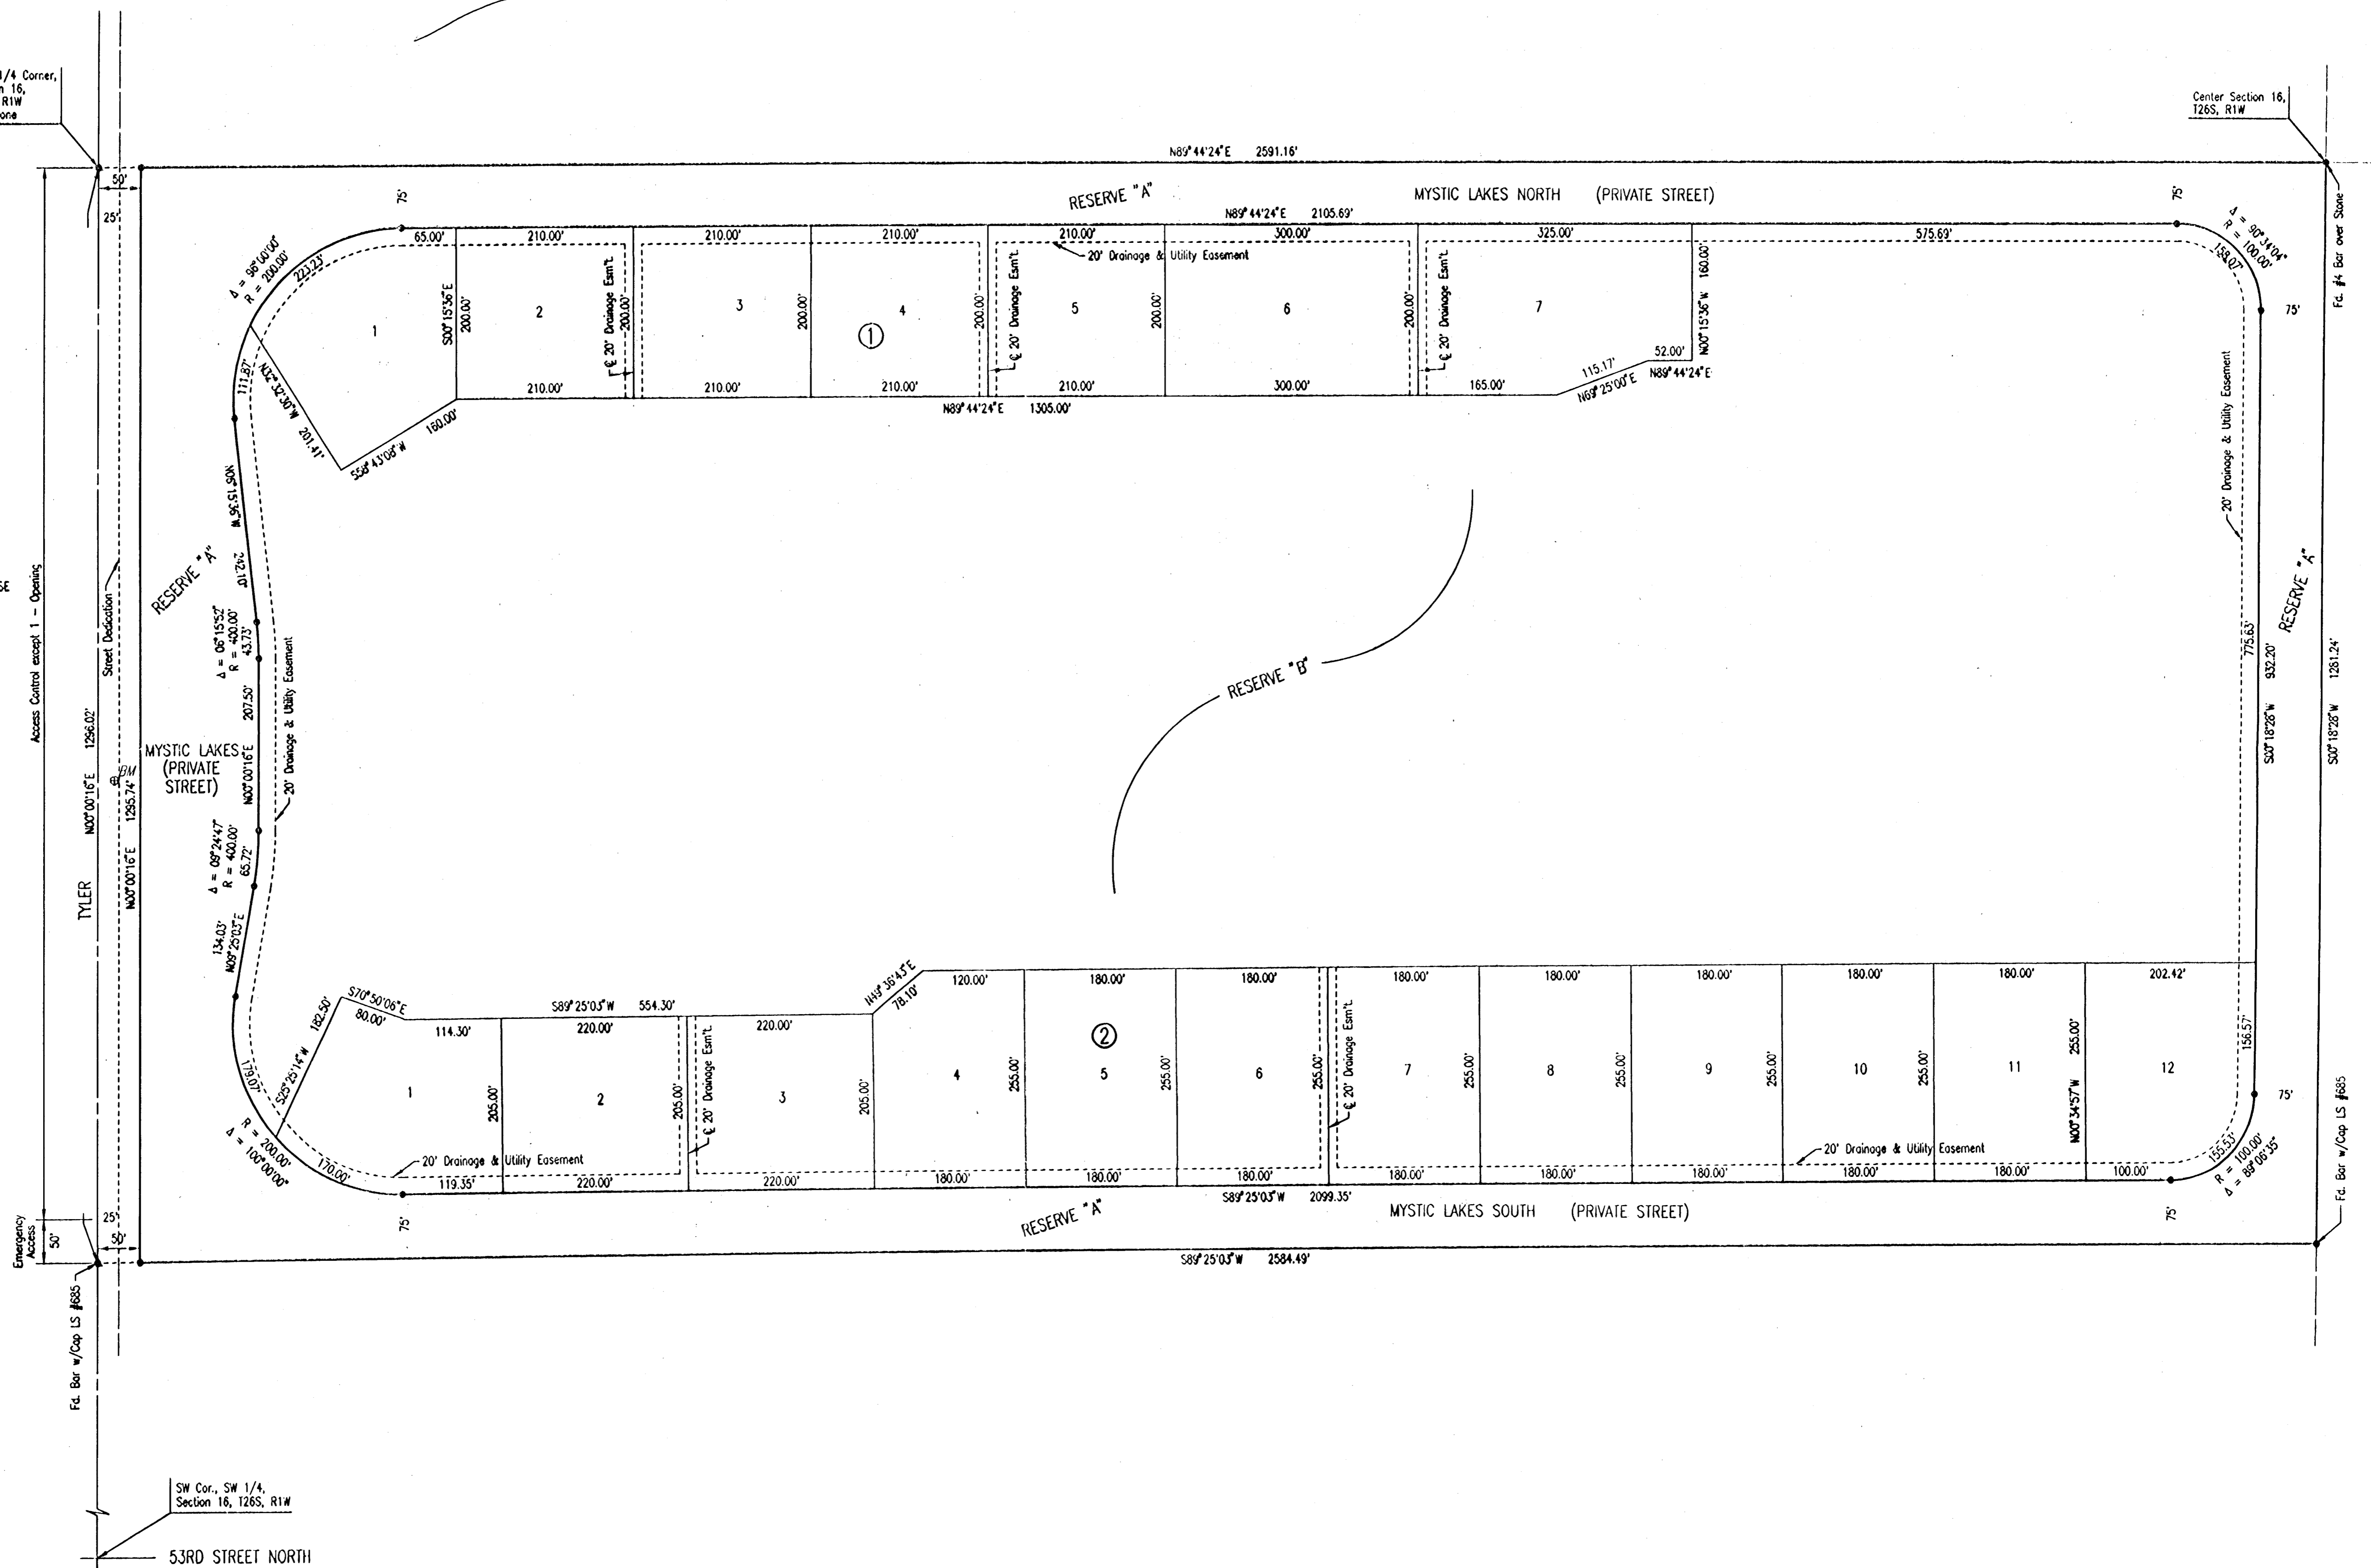 1/4 Corner,
16,
R1W
one
Center Section 16,
T26S, R1W
N89°44'24"E 2591.16'
50'
25'
75'
RESERVE "A"
MYSTIC LAKES NORTH (PRIVATE STREET)
N89°44'24"E 2105.69'
75'
Δ = 90°34'04"
R = 100.00'
158.07'
75'
Fd. #4 Bar over Stone
65.00'
210.00'
210.00'
210.00'
210.00'
300.00'
325.00'
575.69'
20' Drainage & Utility Easement
Δ = 96°00'00"
R = 200.00'
223.23'
111.87'
1
S00°15'36"E
200.00'
2
℄ 20' Drainage Esm't.
200.00'
3
200.00'
4
①
200.00'
℄ 20' Drainage Esm't.
5
200.00'
6
200.00'
℄ 20' Drainage Esm't.
7
N00°15'36"W 160.00'
52.00'
N89°44'24"E
115.17'
N69°25'00"E
210.00'
210.00'
210.00'
210.00'
300.00'
165.00'
N89°44'24"E 1305.00'
N32°32'30"W 201.41'
S58°43'08"W
160.00'
20' Drainage & Utility Easement
N06°15'36"W 242.10'
RESERVE "A"
Access Control except 1 - Opening
Street Dedication
Δ = 06°15'52"
R = 400.00'
43.73'
20' Drainage & Utility Easement
RESERVE "B"
775.63'
S00°18'28"W 932.20'
RESERVE "A"
S00°18'28"W 1281.24'
SE
N00°00'16"E 1296.02'
BM
N00°00'16"E 1295.74'
MYSTIC LAKES
(PRIVATE
STREET)
N00°00'16"E 207.50'
TYLER
Δ = 09°24'47"
R = 400.00'
65.72'
134.03'
N09°25'03"E
179.07'
S25°25'14"W 182.50'
S70°50'06"E
80.00'
S89°25'03"W 554.30'
N49°36'43"E
78.10'
114.30'
220.00'
220.00'
120.00'
180.00'
180.00'
180.00'
180.00'
180.00'
180.00'
180.00'
202.42'
1
205.00'
2
205.00'
℄ 20' Drainage Esm't.
3
205.00'
4
255.00'
②
5
255.00'
6
255.00'
℄ 20' Drainage Esm't.
7
255.00'
8
255.00'
9
255.00'
10
255.00'
11
N00°34'57"W 255.00'
12
156.57'
75'
R = 200.00'
Δ = 100°00'00"
170.00'
20' Drainage & Utility Easement
20' Drainage & Utility Easement
119.35'
220.00'
220.00'
180.00'
180.00'
180.00'
180.00'
180.00'
180.00'
180.00'
180.00'
100.00'
155.53'
R = 100.00'
Δ = 89°06'35"
S89°25'03"W 2099.35'
RESERVE "A"
MYSTIC LAKES SOUTH (PRIVATE STREET)
75'
75'
Emergency
Access
50'
25'
50'
S89°25'03"W 2584.49'
Fd. Bar w/Cap LS #685
Fd. Bar w/Cap LS #685
SW Cor., SW 1/4,
Section 16, T26S, R1W
53RD STREET NORTH